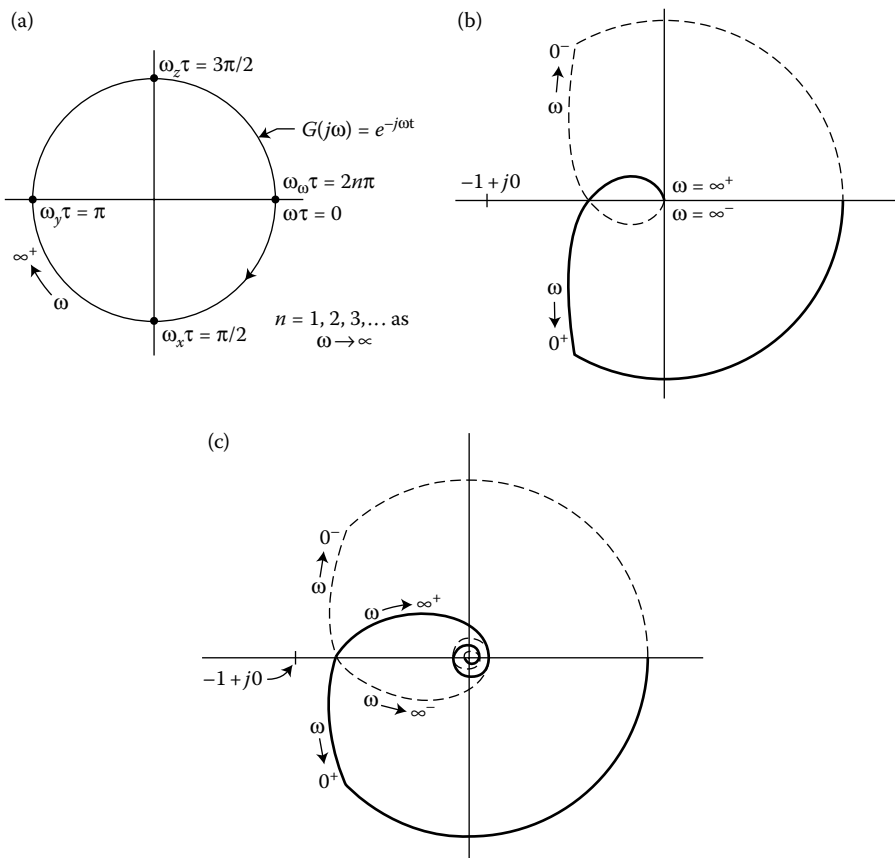 (a)
ω_zτ = 3π/2
G(jω) = e^{–jωt}
ω_ωτ = 2nπ
ω_yτ = π
ωτ = 0
∞⁺
ω
ω_xτ = π/2
n = 1, 2, 3,… as
ω → ∝
(b)
0⁻
ω
−1 + j0
ω = ∞⁺
ω = ∞⁻
ω
0⁺
(c)
0⁻
ω
ω
∞⁺
−1 + j0
ω
∞⁻
ω
0⁺